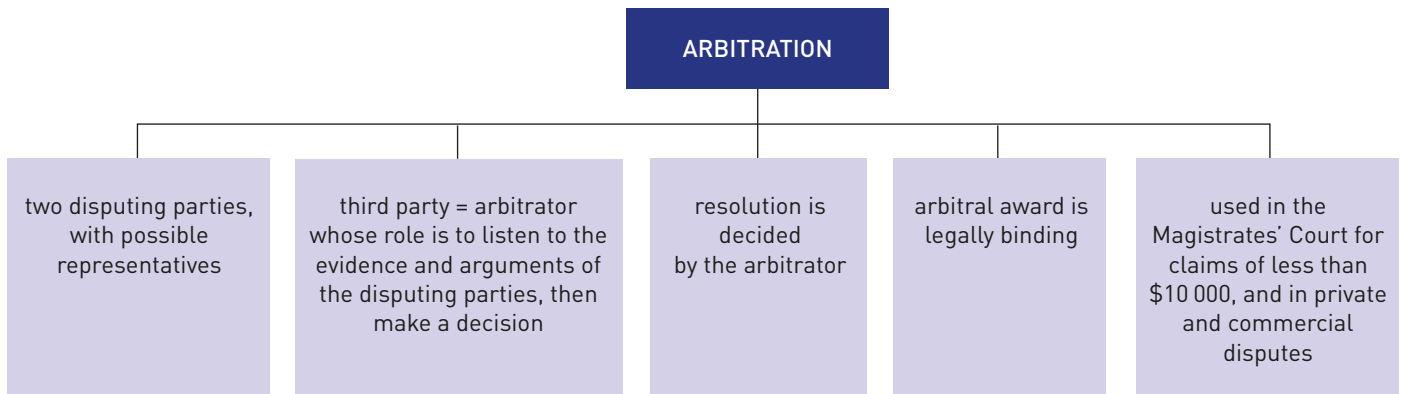 ARBITRATION
two disputing parties,
with possible
representatives
third party = arbitrator
whose role is to listen to the
evidence and arguments of
the disputing parties, then
make a decision
resolution is
decided
by the arbitrator
arbitral award is
legally binding
used in the
Magistrates’ Court for
claims of less than
$10 000, and in private
and commercial
disputes